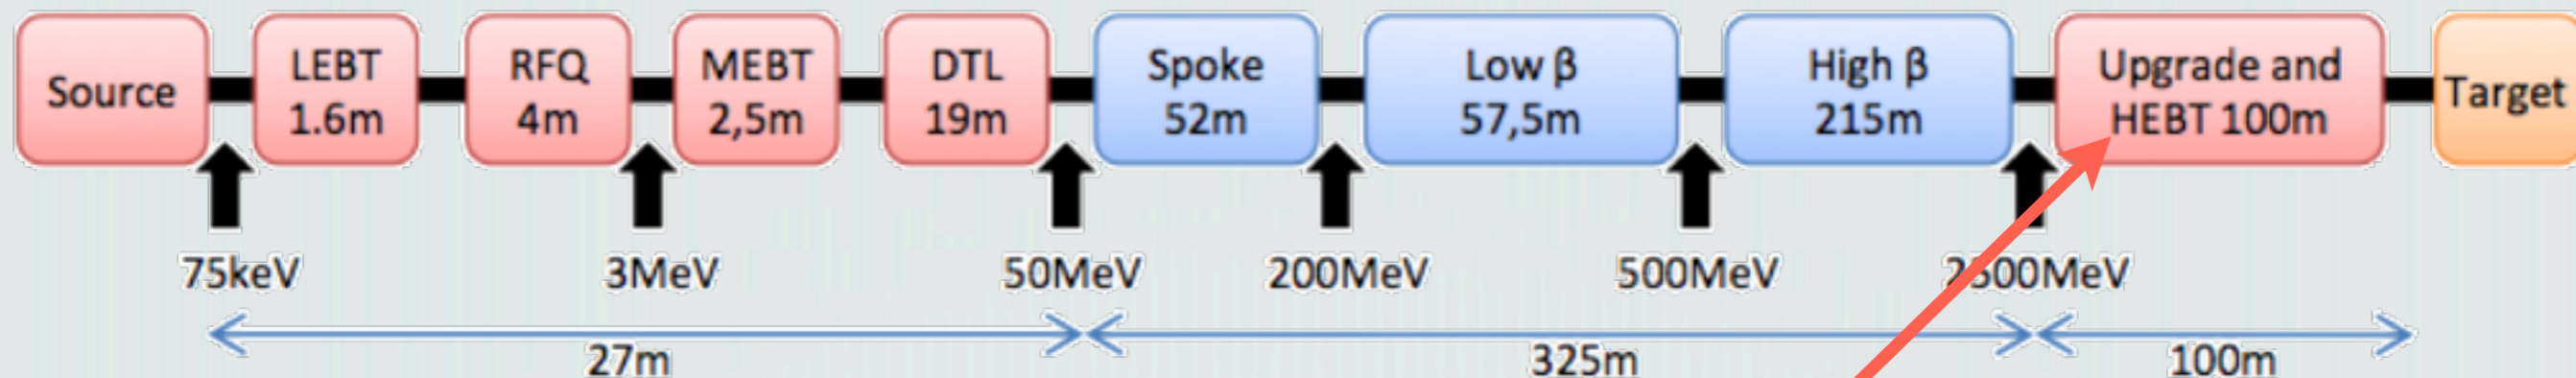 Source
LEBT
1.6m
RFQ
4m
MEBT
2,5m
DTL
19m
Spoke
52m
Low β
57,5m
High β
215m
Upgrade and
HEBT 100m
Target
75keV
3MeV
50MeV
200MeV
500MeV
27m
325m
100m